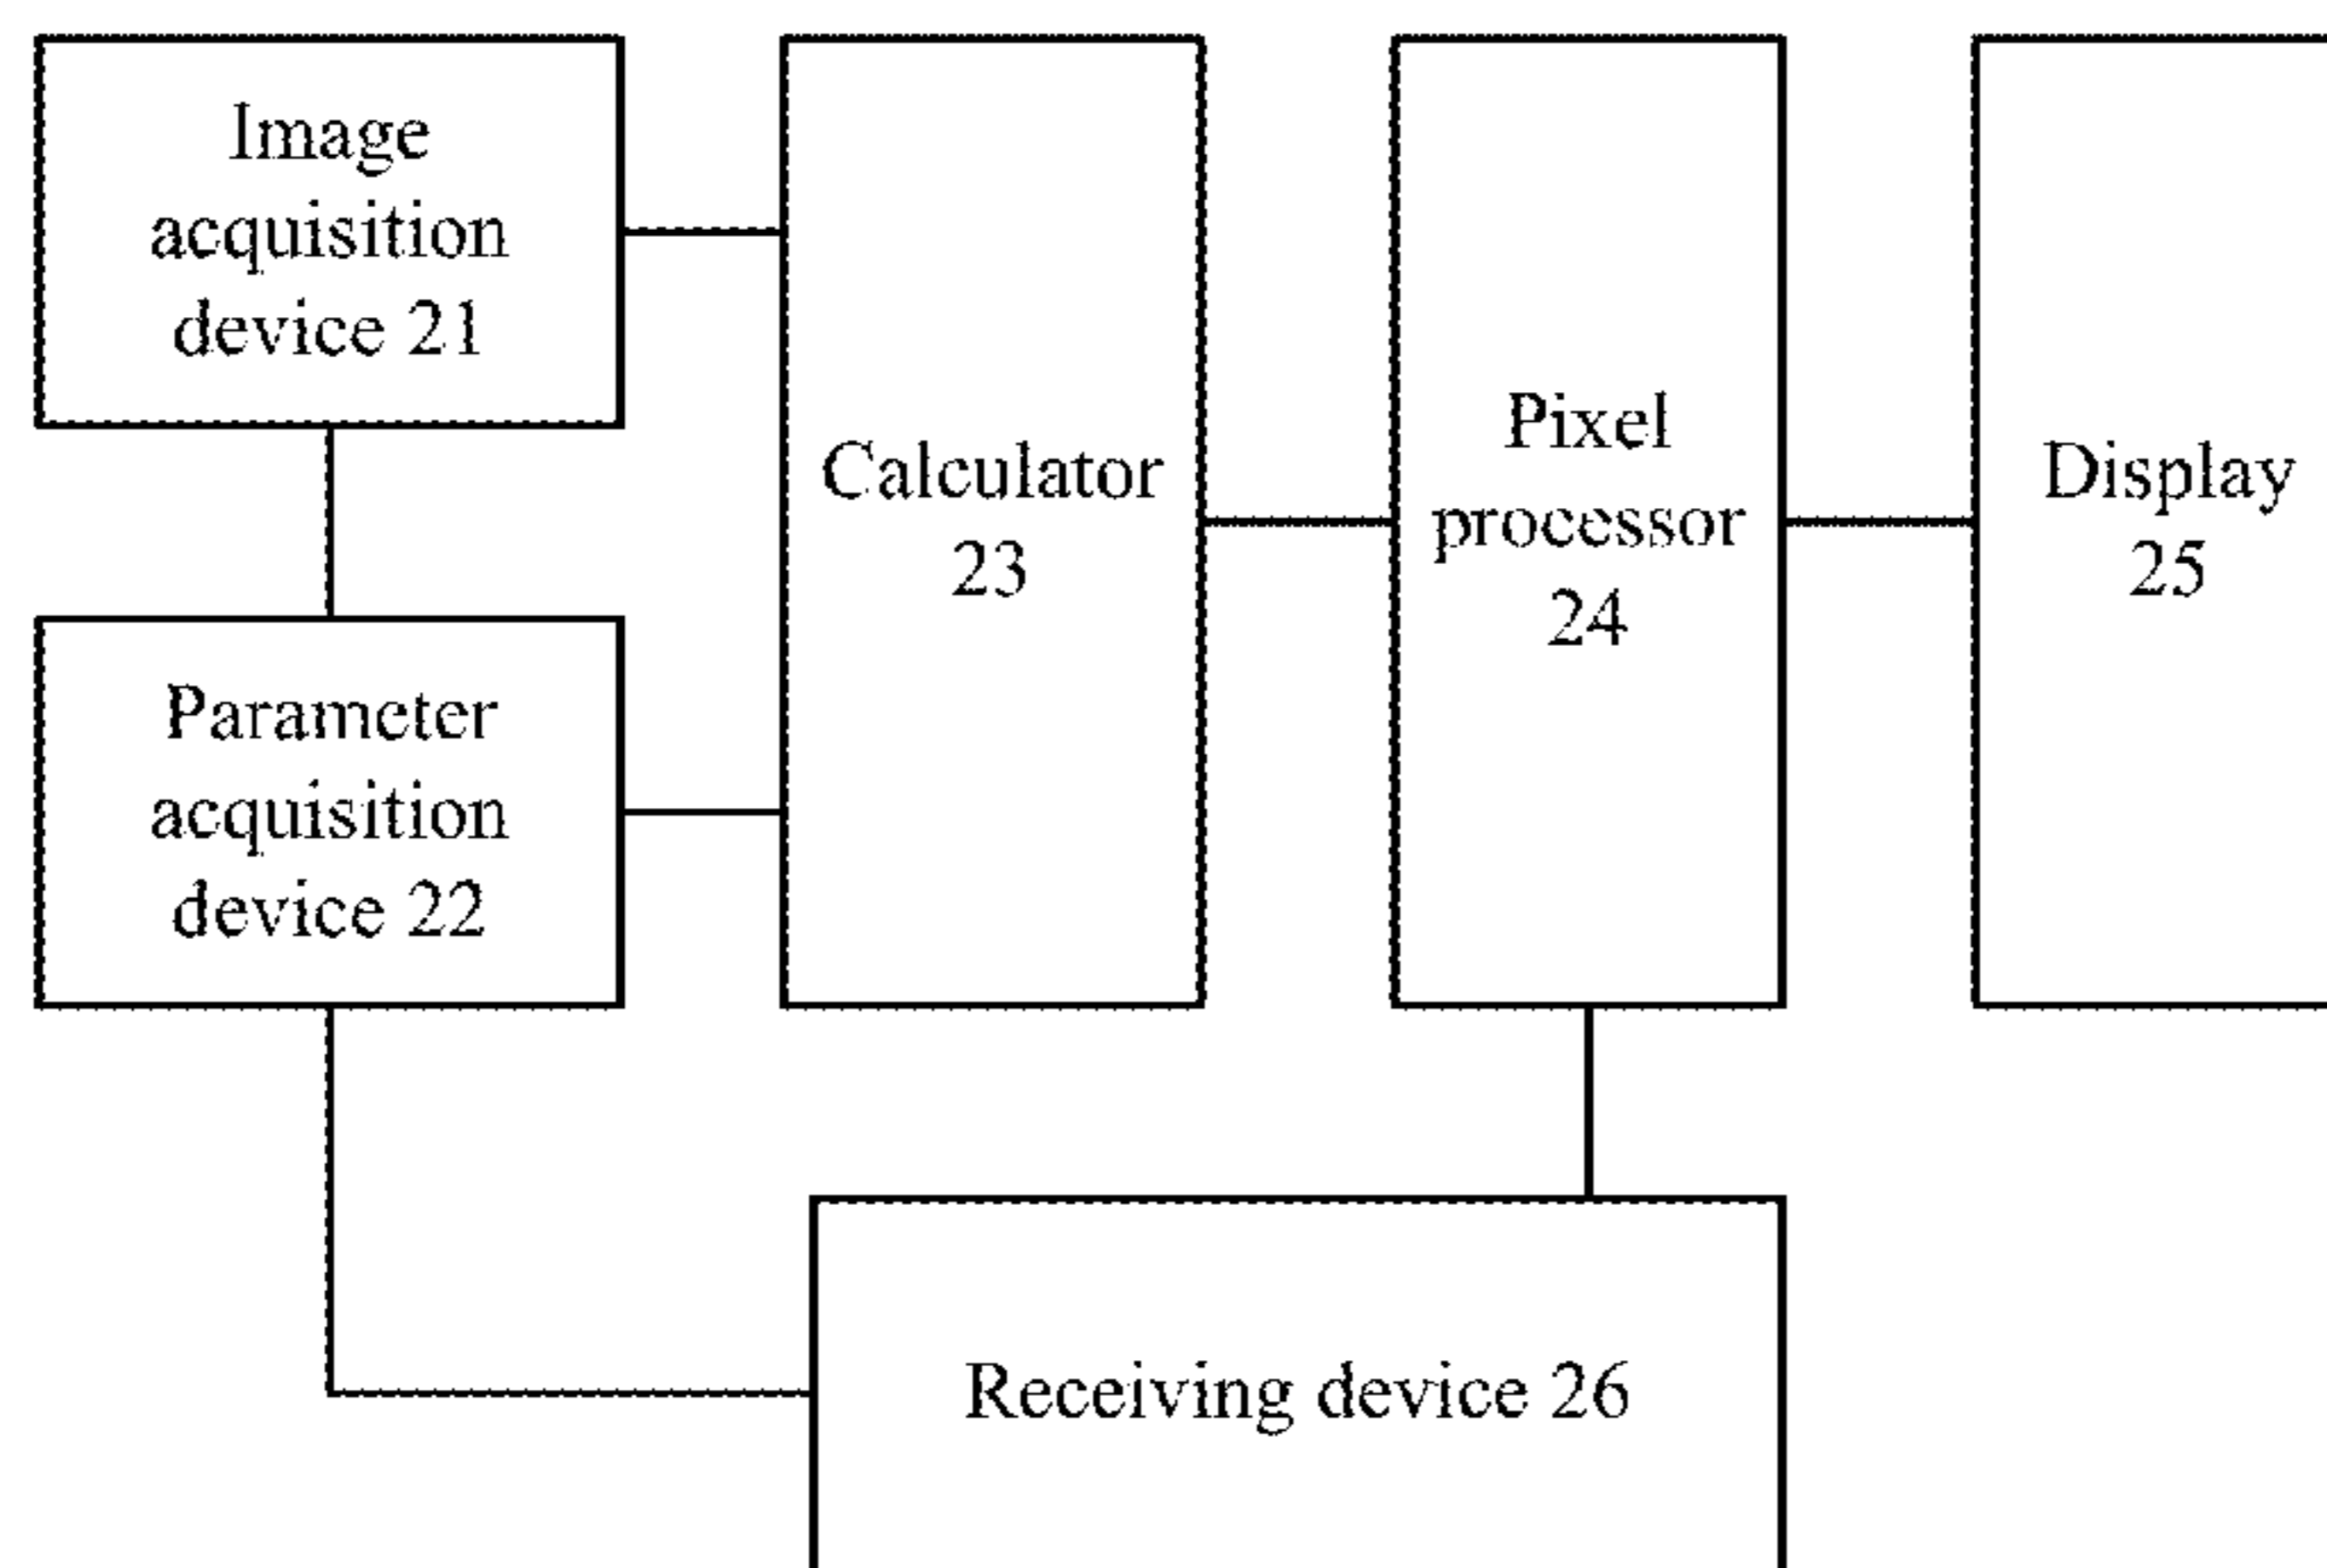 Image
acquisition
device 21
Parameter
acquisition
device 22
Calculator
23
Pixel
processor
24
Display
25
Receiving device 26